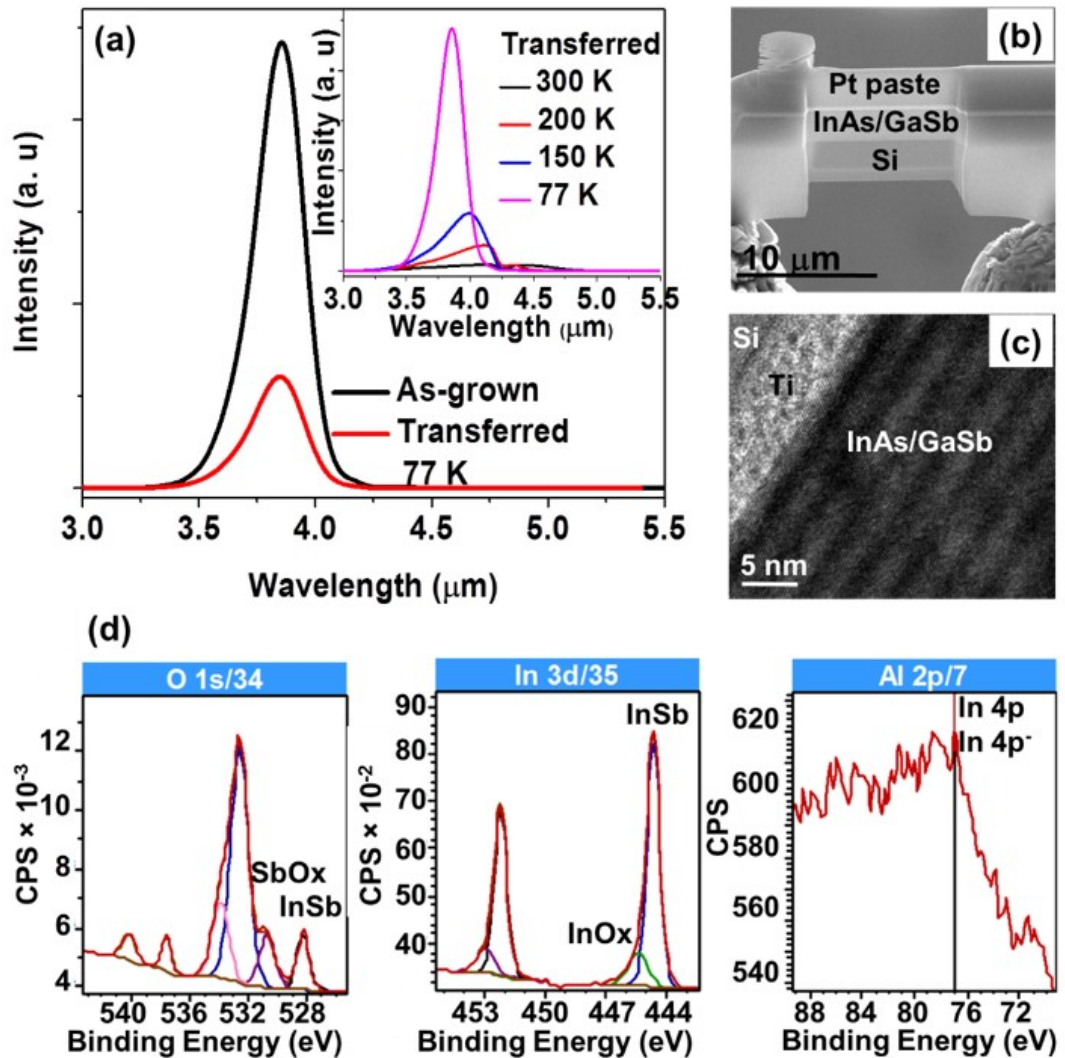 (a)
Intensity (a. u)
3.0 3.5 4.0 4.5 5.0 5.5
Wavelength (μm)
As-grown
Transferred
77 K
Intensity (a. u)
Transferred
300 K
200 K
150 K
77 K
3.0 3.5 4.0 4.5 5.0 5.5
Wavelength (μm)
(b)
Pt paste
InAs/GaSb
Si
10 μm
(c)
Si
Ti
InAs/GaSb
5 nm
(d)
O 1s/34
CPS × 10⁻³
12
10
8
6
4
SbOx
InSb
540 536 532 528
Binding Energy (eV)
In 3d/35
CPS × 10⁻²
90
80
70
60
50
40
InSb
InOx
453 450 447 444
Binding Energy (eV)
Al 2p/7
CPS
620
600
580
560
540
In 4p
In 4p⁻
88 84 80 76 72
Binding Energy (eV)